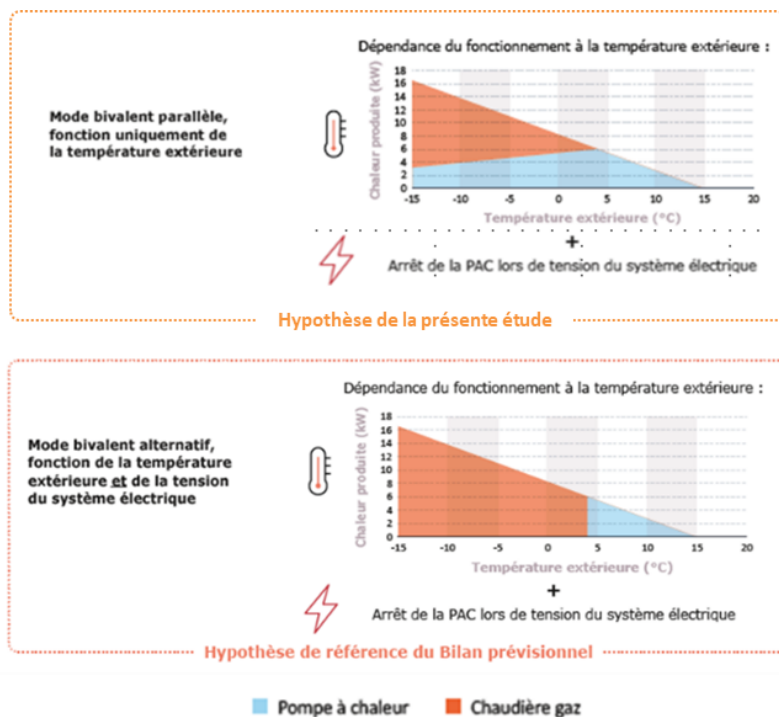 Dépendance du fonctionnement à la température extérieure :
Mode bivalent parallèle,
fonction uniquement de
la température extérieure
Chaleur produite (kW)
18
16
14
12
10
8
6
4
2
0
-15 -10 -5 0 5 10 15 20
Température extérieure (°C)
+
Arrêt de la PAC lors de tension du système électrique
Hypothèse de la présente étude
Dépendance du fonctionnement à la température extérieure :
Mode bivalent alternatif,
fonction de la température
extérieure et de la tension
du système électrique
Chaleur produite (kW)
18
16
14
12
10
8
6
4
2
0
-15 -10 -5 0 5 10 15 20
Température extérieure (°C)
+
Arrêt de la PAC lors de tension du système électrique
Hypothèse de référence du Bilan prévisionnel
Pompe à chaleur Chaudière gaz